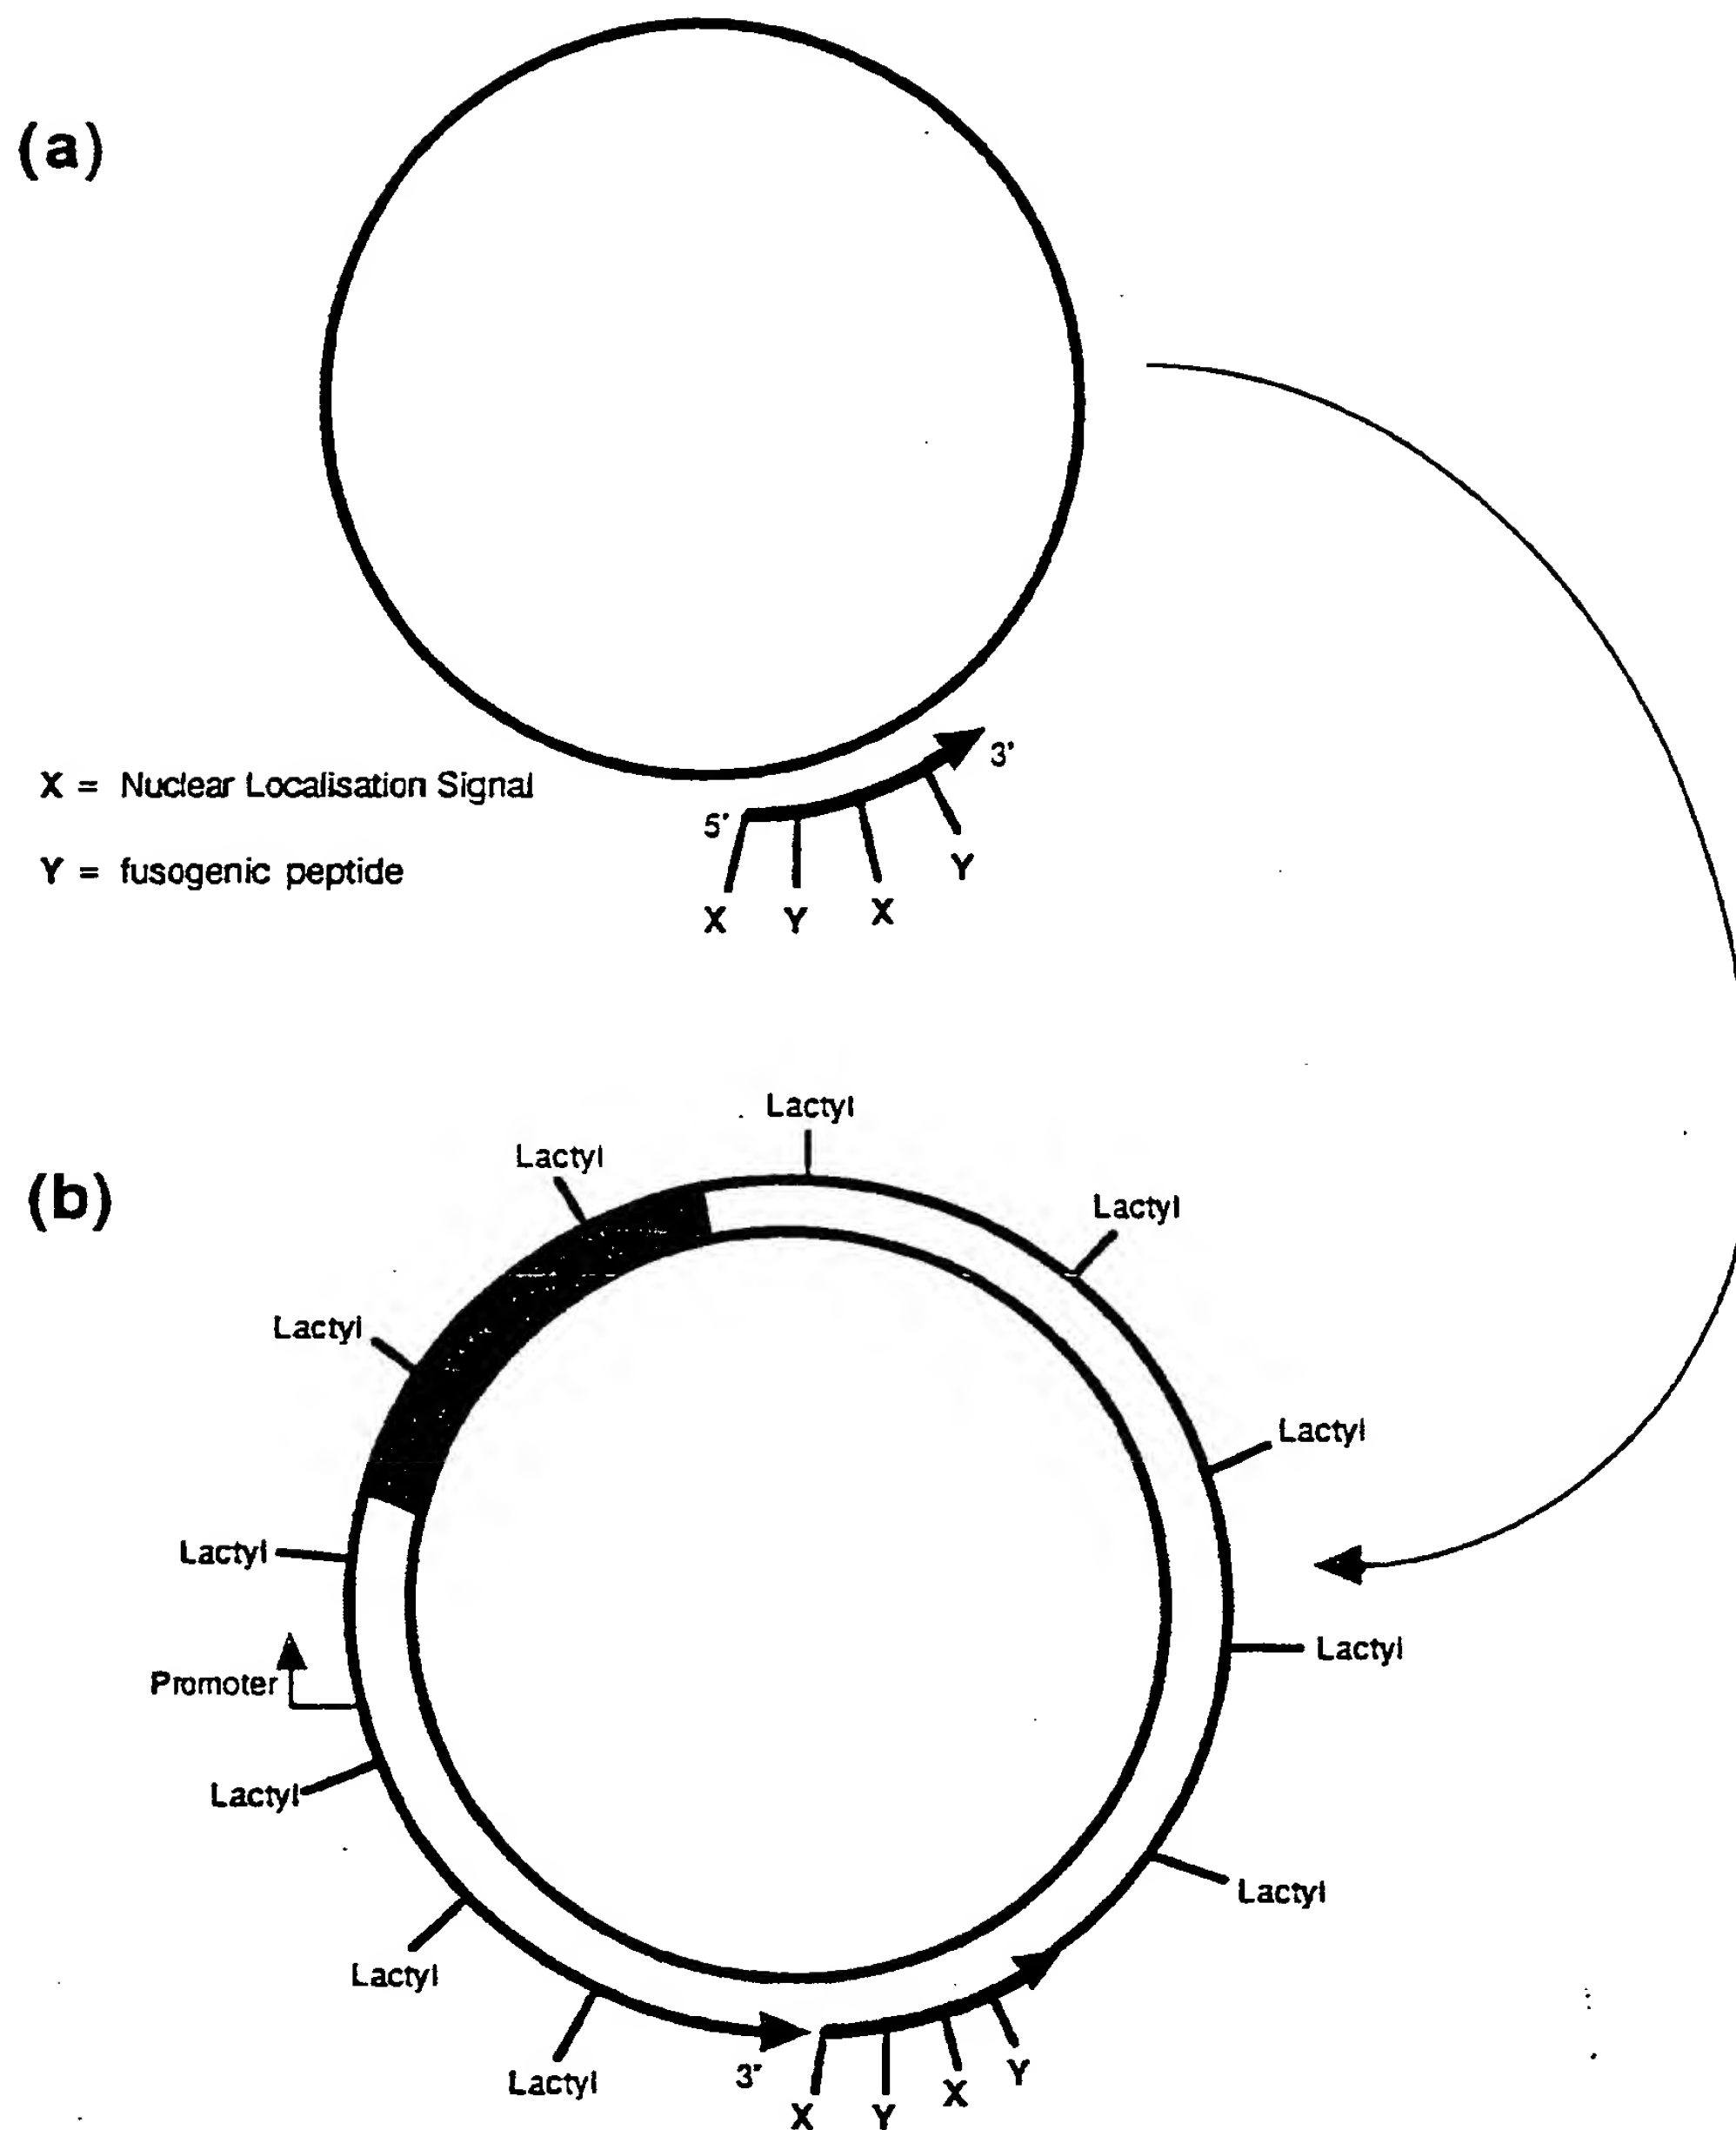 (a)
3'
X = Nuclear Localisation Signal
5'
Y = fusogenic peptide
X Y X Y
Lactyl
Lactyl
(b)
Lactyl
Lactyl
Lactyl
Lactyl
Lactyl
Promoter
Lactyl
Lactyl
Lactyl
Lactyl
3'
Lactyl
X Y X Y